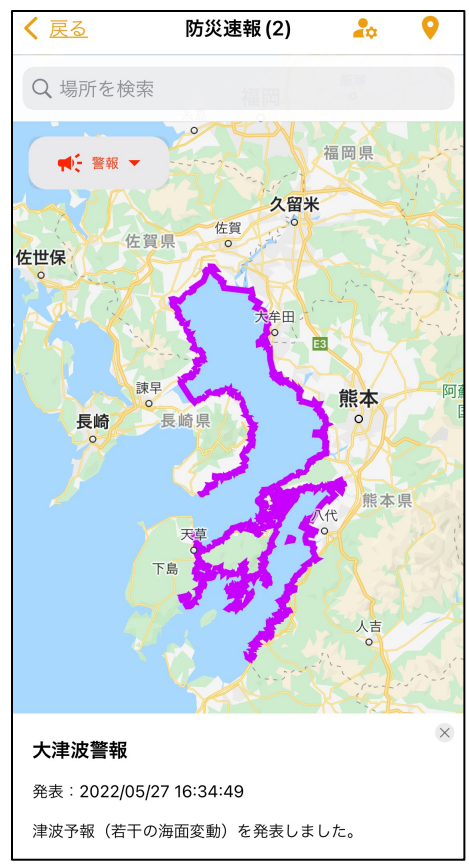 戻る
防災速報(2)
場所を検索
福岡
警報
福岡県
久留米
佐賀
佐賀県
佐世保
大牟田
E3
諫早
熊本
長崎
長崎県
熊本県
八代
天草
下島
人吉
大津波警報
発表：2022/05/27 16:34:49
津波予報（若干の海面変動）を発表しました。